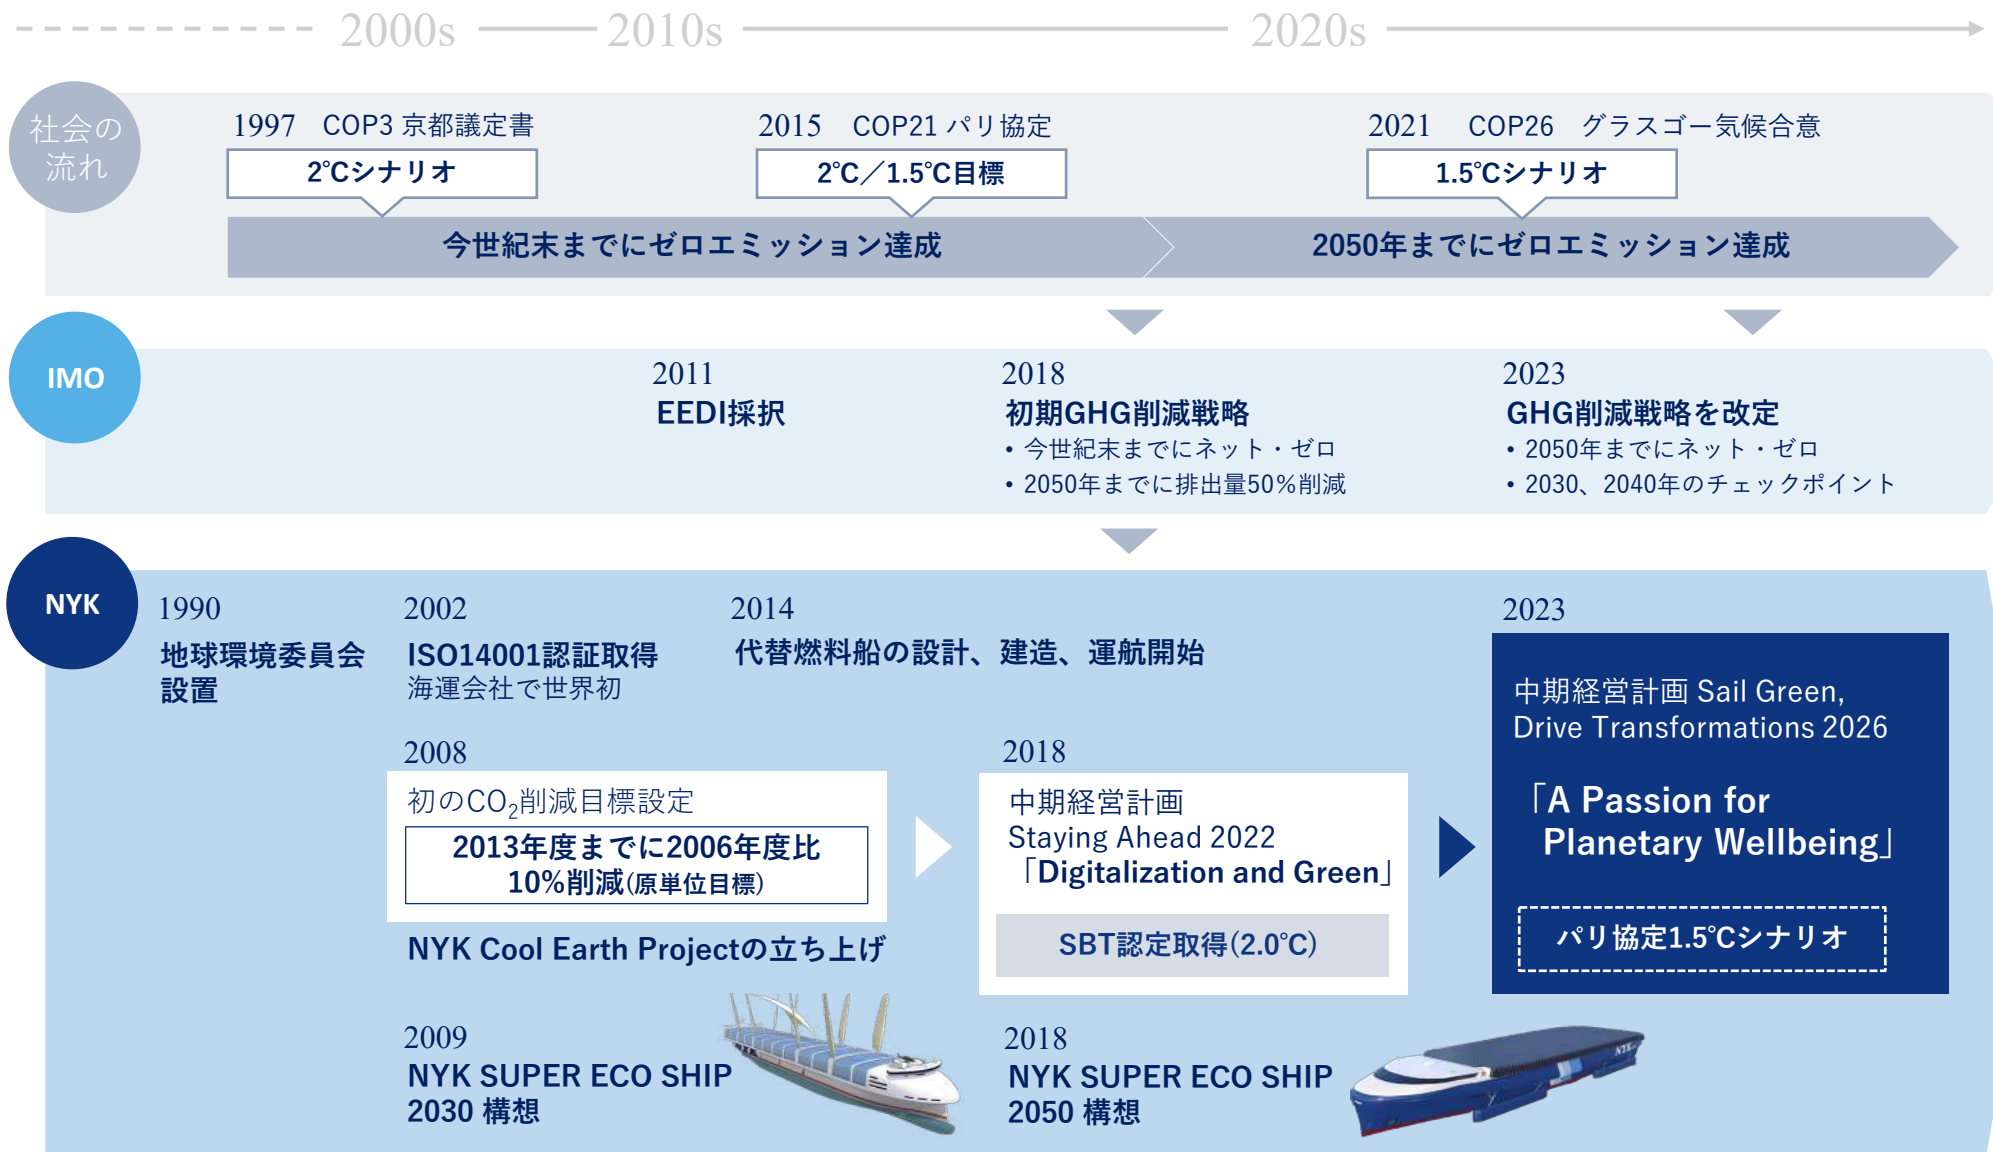 2000s
2010s
2020s
社会の
流れ
1997 COP3 京都議定書
2℃シナリオ
2015 COP21 パリ協定
2℃／1.5℃目標
2021 COP26 グラスゴー気候合意
1.5℃シナリオ
今世紀末までにゼロエミッション達成
2050年までにゼロエミッション達成
IMO
2011
EEDI採択
2018
初期GHG削減戦略
• 今世紀末までにネット・ゼロ
• 2050年までに排出量50％削減
2023
GHG削減戦略を改定
• 2050年までにネット・ゼロ
• 2030、2040年のチェックポイント
NYK
1990
地球環境委員会
設置
2002
ISO14001認証取得
海運会社で世界初
2014
代替燃料船の設計、建造、運航開始
2008
初のCO₂削減目標設定
2013年度までに2006年度比
10%削減(原単位目標)
NYK Cool Earth Projectの立ち上げ
2009
NYK SUPER ECO SHIP
2030 構想
2018
中期経営計画
Staying Ahead 2022
「Digitalization and Green」
SBT認定取得(2.0℃)
2018
NYK SUPER ECO SHIP
2050 構想
NYK
2023
中期経営計画 Sail Green,
Drive Transformations 2026
「A Passion for
Planetary Wellbeing」
パリ協定1.5℃シナリオ